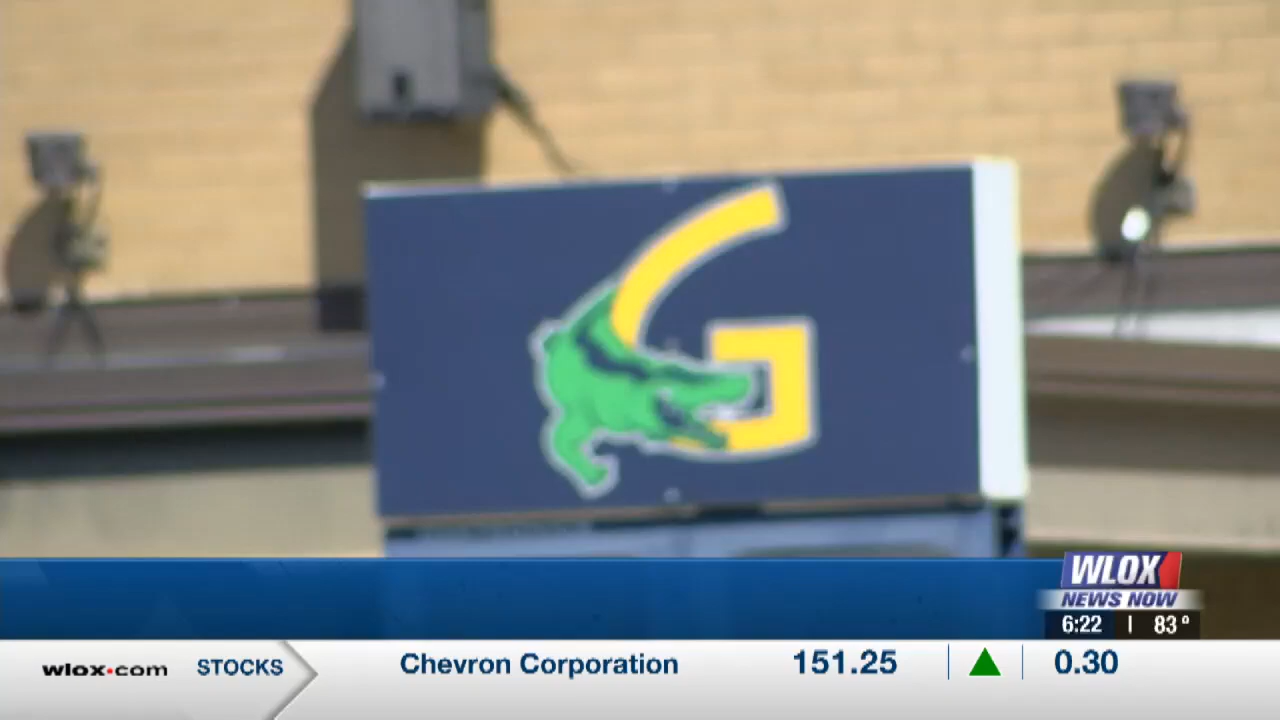 G
WLOX
NEWS NOW
6:22 | 83°
wlox.com STOCKS Chevron Corporation 151.25 0.30